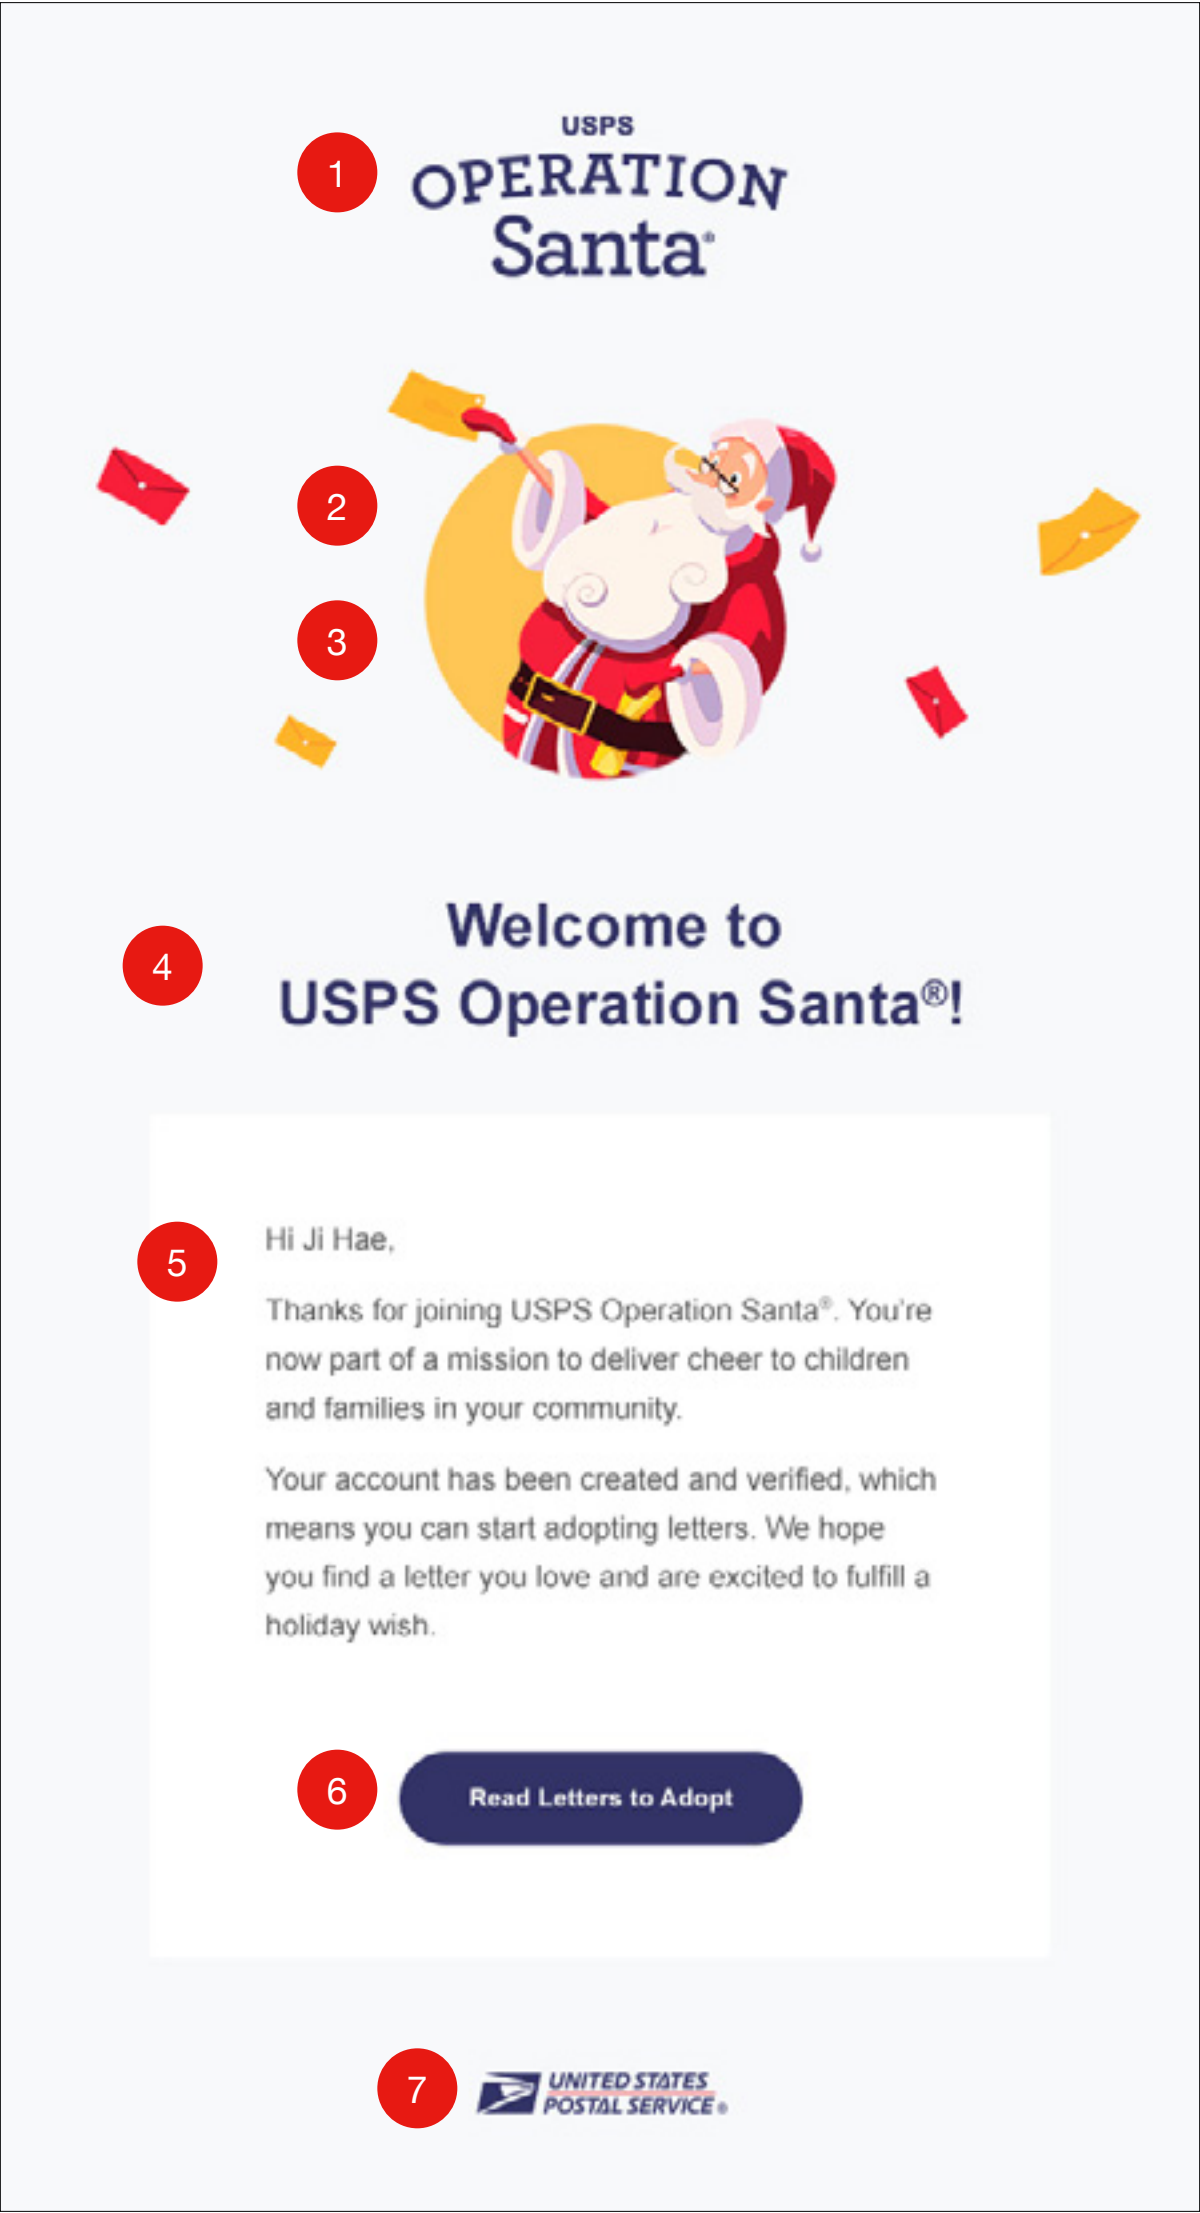 USPS
1
OPERATION
Santa®
2
3
Welcome to
4
USPS Operation Santa®!
Hi Ji Hae,
5
Thanks for joining USPS Operation Santa®. You're
now part of a mission to deliver cheer to children
and families in your community.
Your account has been created and verified, which
means you can start adopting letters. We hope
you find a letter you love and are excited to fulfill a
holiday wish.
6
Read Letters to Adopt
7
UNITED STATES
POSTAL SERVICE®